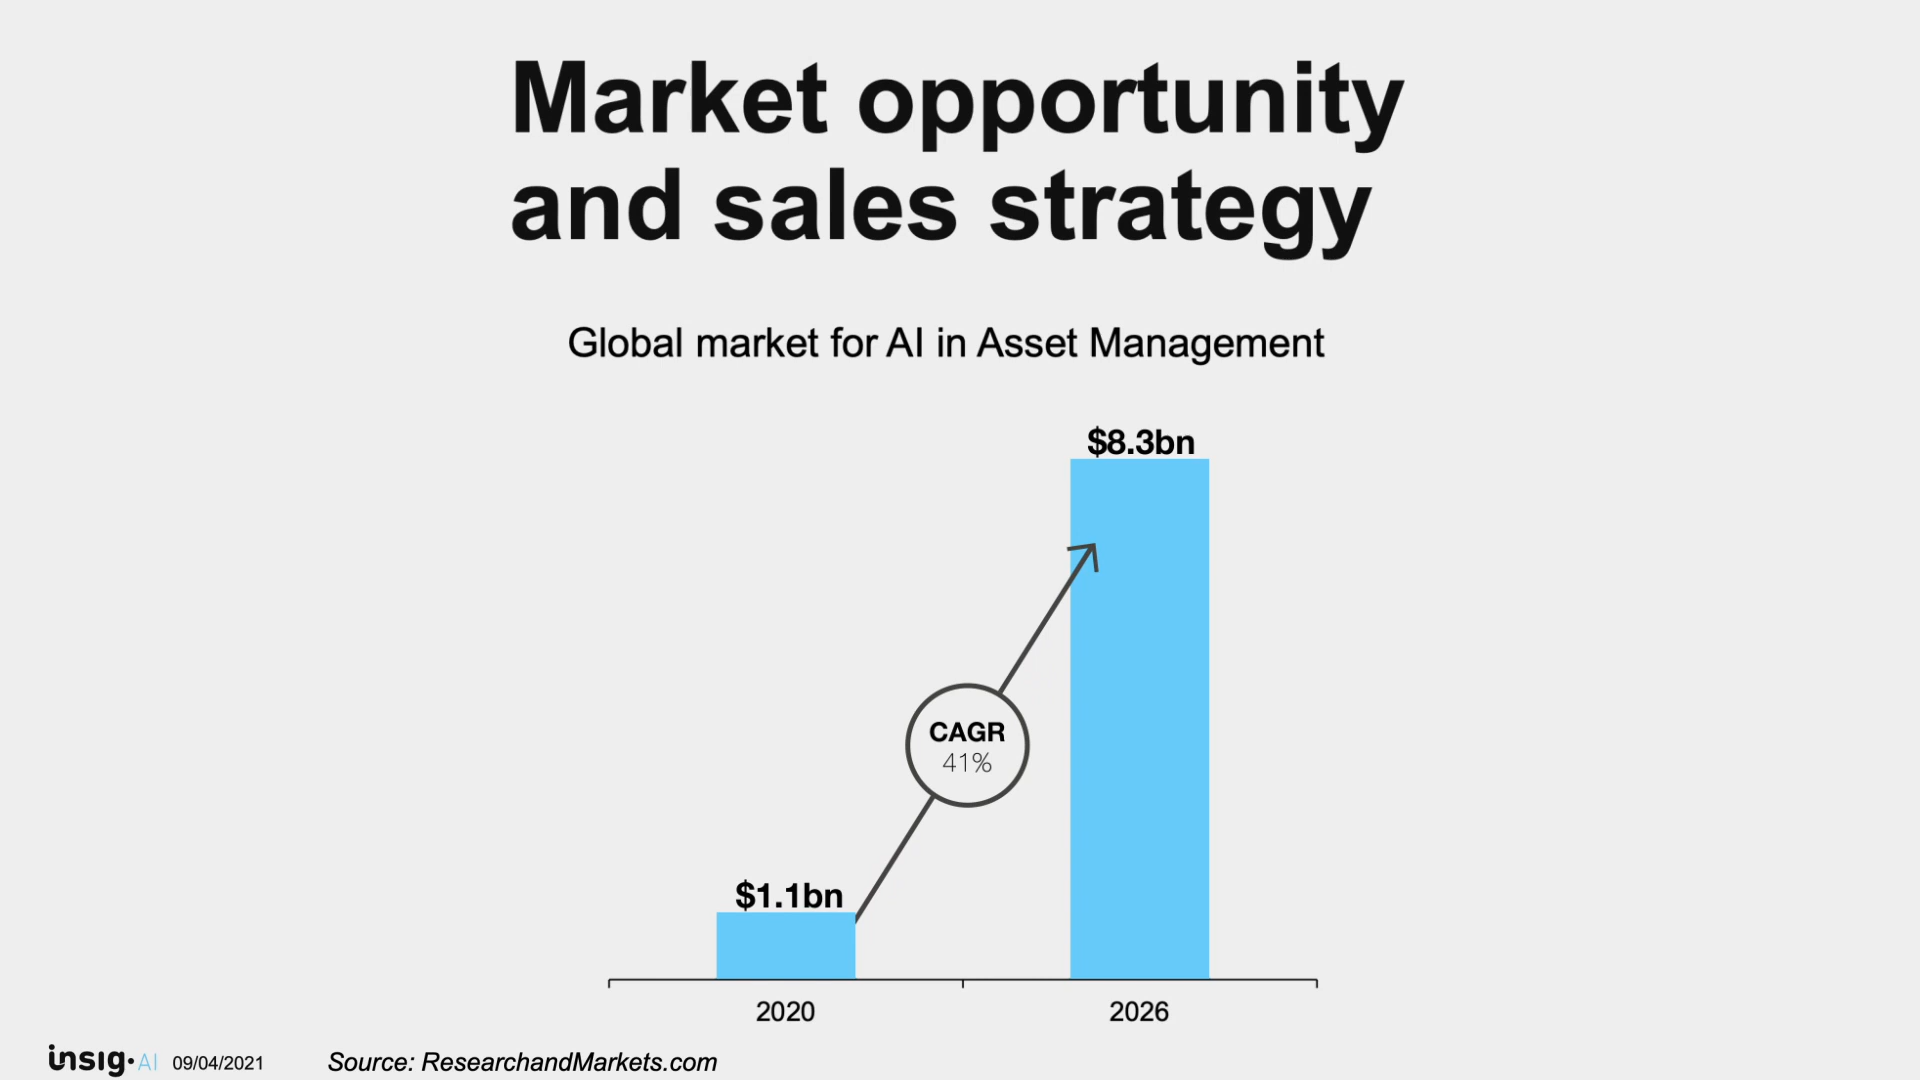 Market opportunity
and sales strategy
Global market for AI in Asset Management
$8.3bn
CAGR
41%
$1.1bn
2020
2026
insig•AI
09/04/2021
Source: ResearchandMarkets.com